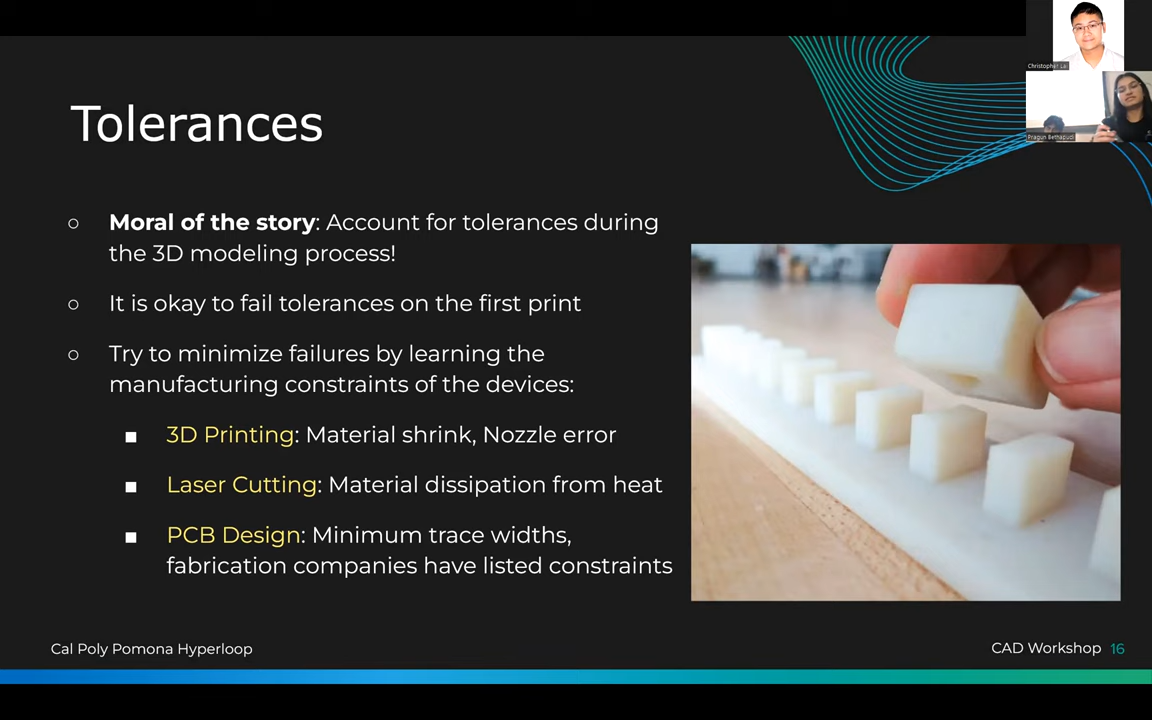 Christopher La
Pragun Bethapudi
Tolerances
○ Moral of the story: Account for tolerances during
the 3D modeling process!
○ It is okay to fail tolerances on the first print
○ Try to minimize failures by learning the
manufacturing constraints of the devices:
■ 3D Printing: Material shrink, Nozzle error
■ Laser Cutting: Material dissipation from heat
■ PCB Design: Minimum trace widths,
fabrication companies have listed constraints
Cal Poly Pomona Hyperloop
CAD Workshop 16